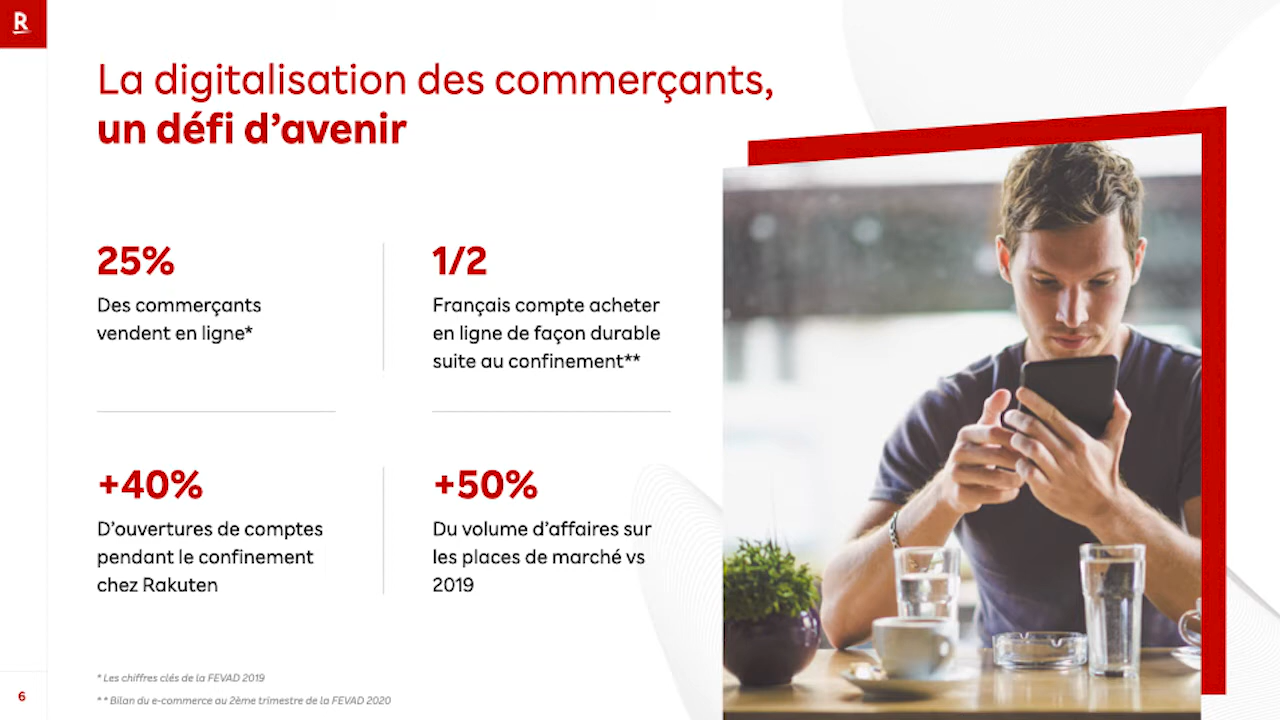 R
La digitalisation des commerçants,
un défi d’avenir
25%
Des commerçants
vendent en ligne*
1/2
Français compte acheter
en ligne de façon durable
suite au confinement**
+40%
D’ouvertures de comptes
pendant le confinement
chez Rakuten
+50%
Du volume d’affaires sur
les places de marché vs
2019
* Les chiffres clés de la FEVAD 2019
** Bilan du e-commerce au 2ème trimestre de la FEVAD 2020
6